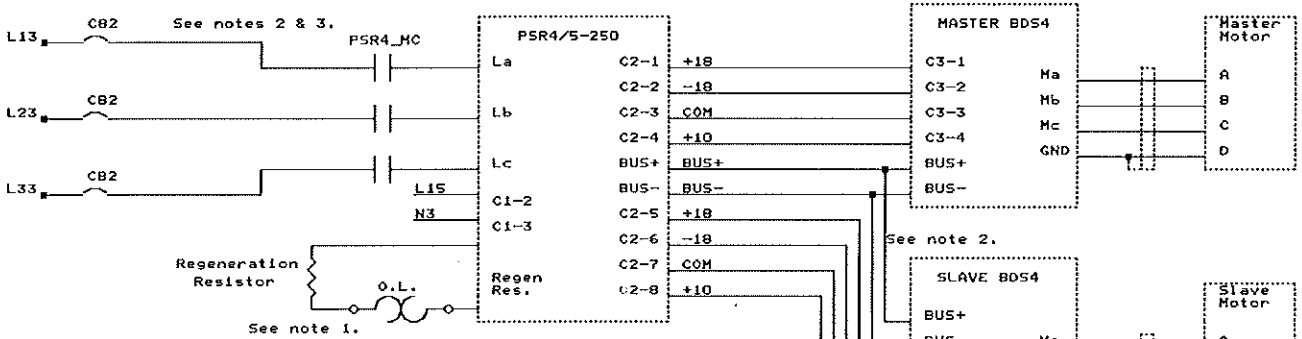 CB2
See notes 2 & 3.
L13
PSR4_MC
PSR4/5-250
MASTER BDS4
Master
Motor
La
C2-1
+18
C3-1
Ma
A
C2-2
-18
C3-2
CB2
L23
Lb
C2-3
COM
C3-3
Mb
B
C2-4
+10
C3-4
Mc
C
CB2
L33
Lc
BUS+
BUS+
BUS+
GND
D
L15
C1-2
BUS-
BUS-
BUS-
N3
C1-3
C2-5
+18
C2-6
-18
See note 2.
Regeneration
Resistor
O.L.
Regen
Res.
C2-7
COM
C2-8
+10
SLAVE BDS4
Slave
Motor
See note 1.
BUS+